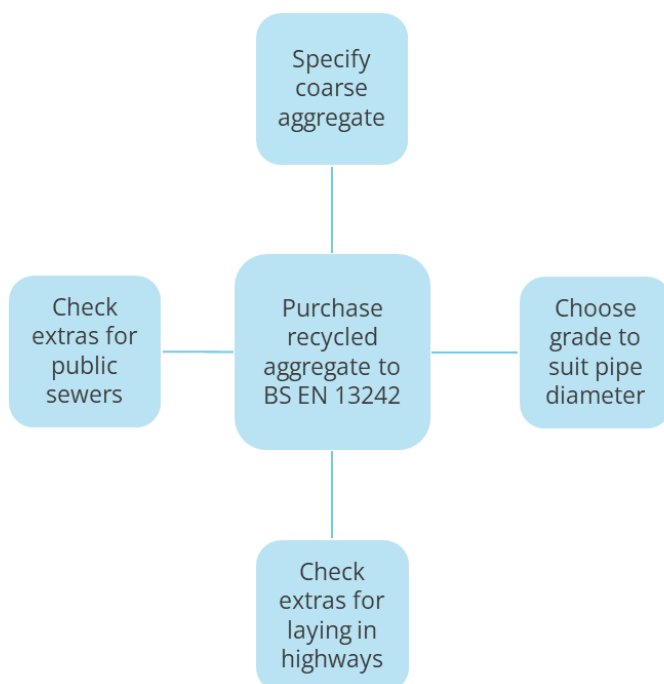 Specify
coarse
aggregate
Check
extras for
public
sewers
Purchase
recycled
aggregate to
BS EN 13242
Choose
grade to
suit pipe
diameter
Check
extras for
laying in
highways